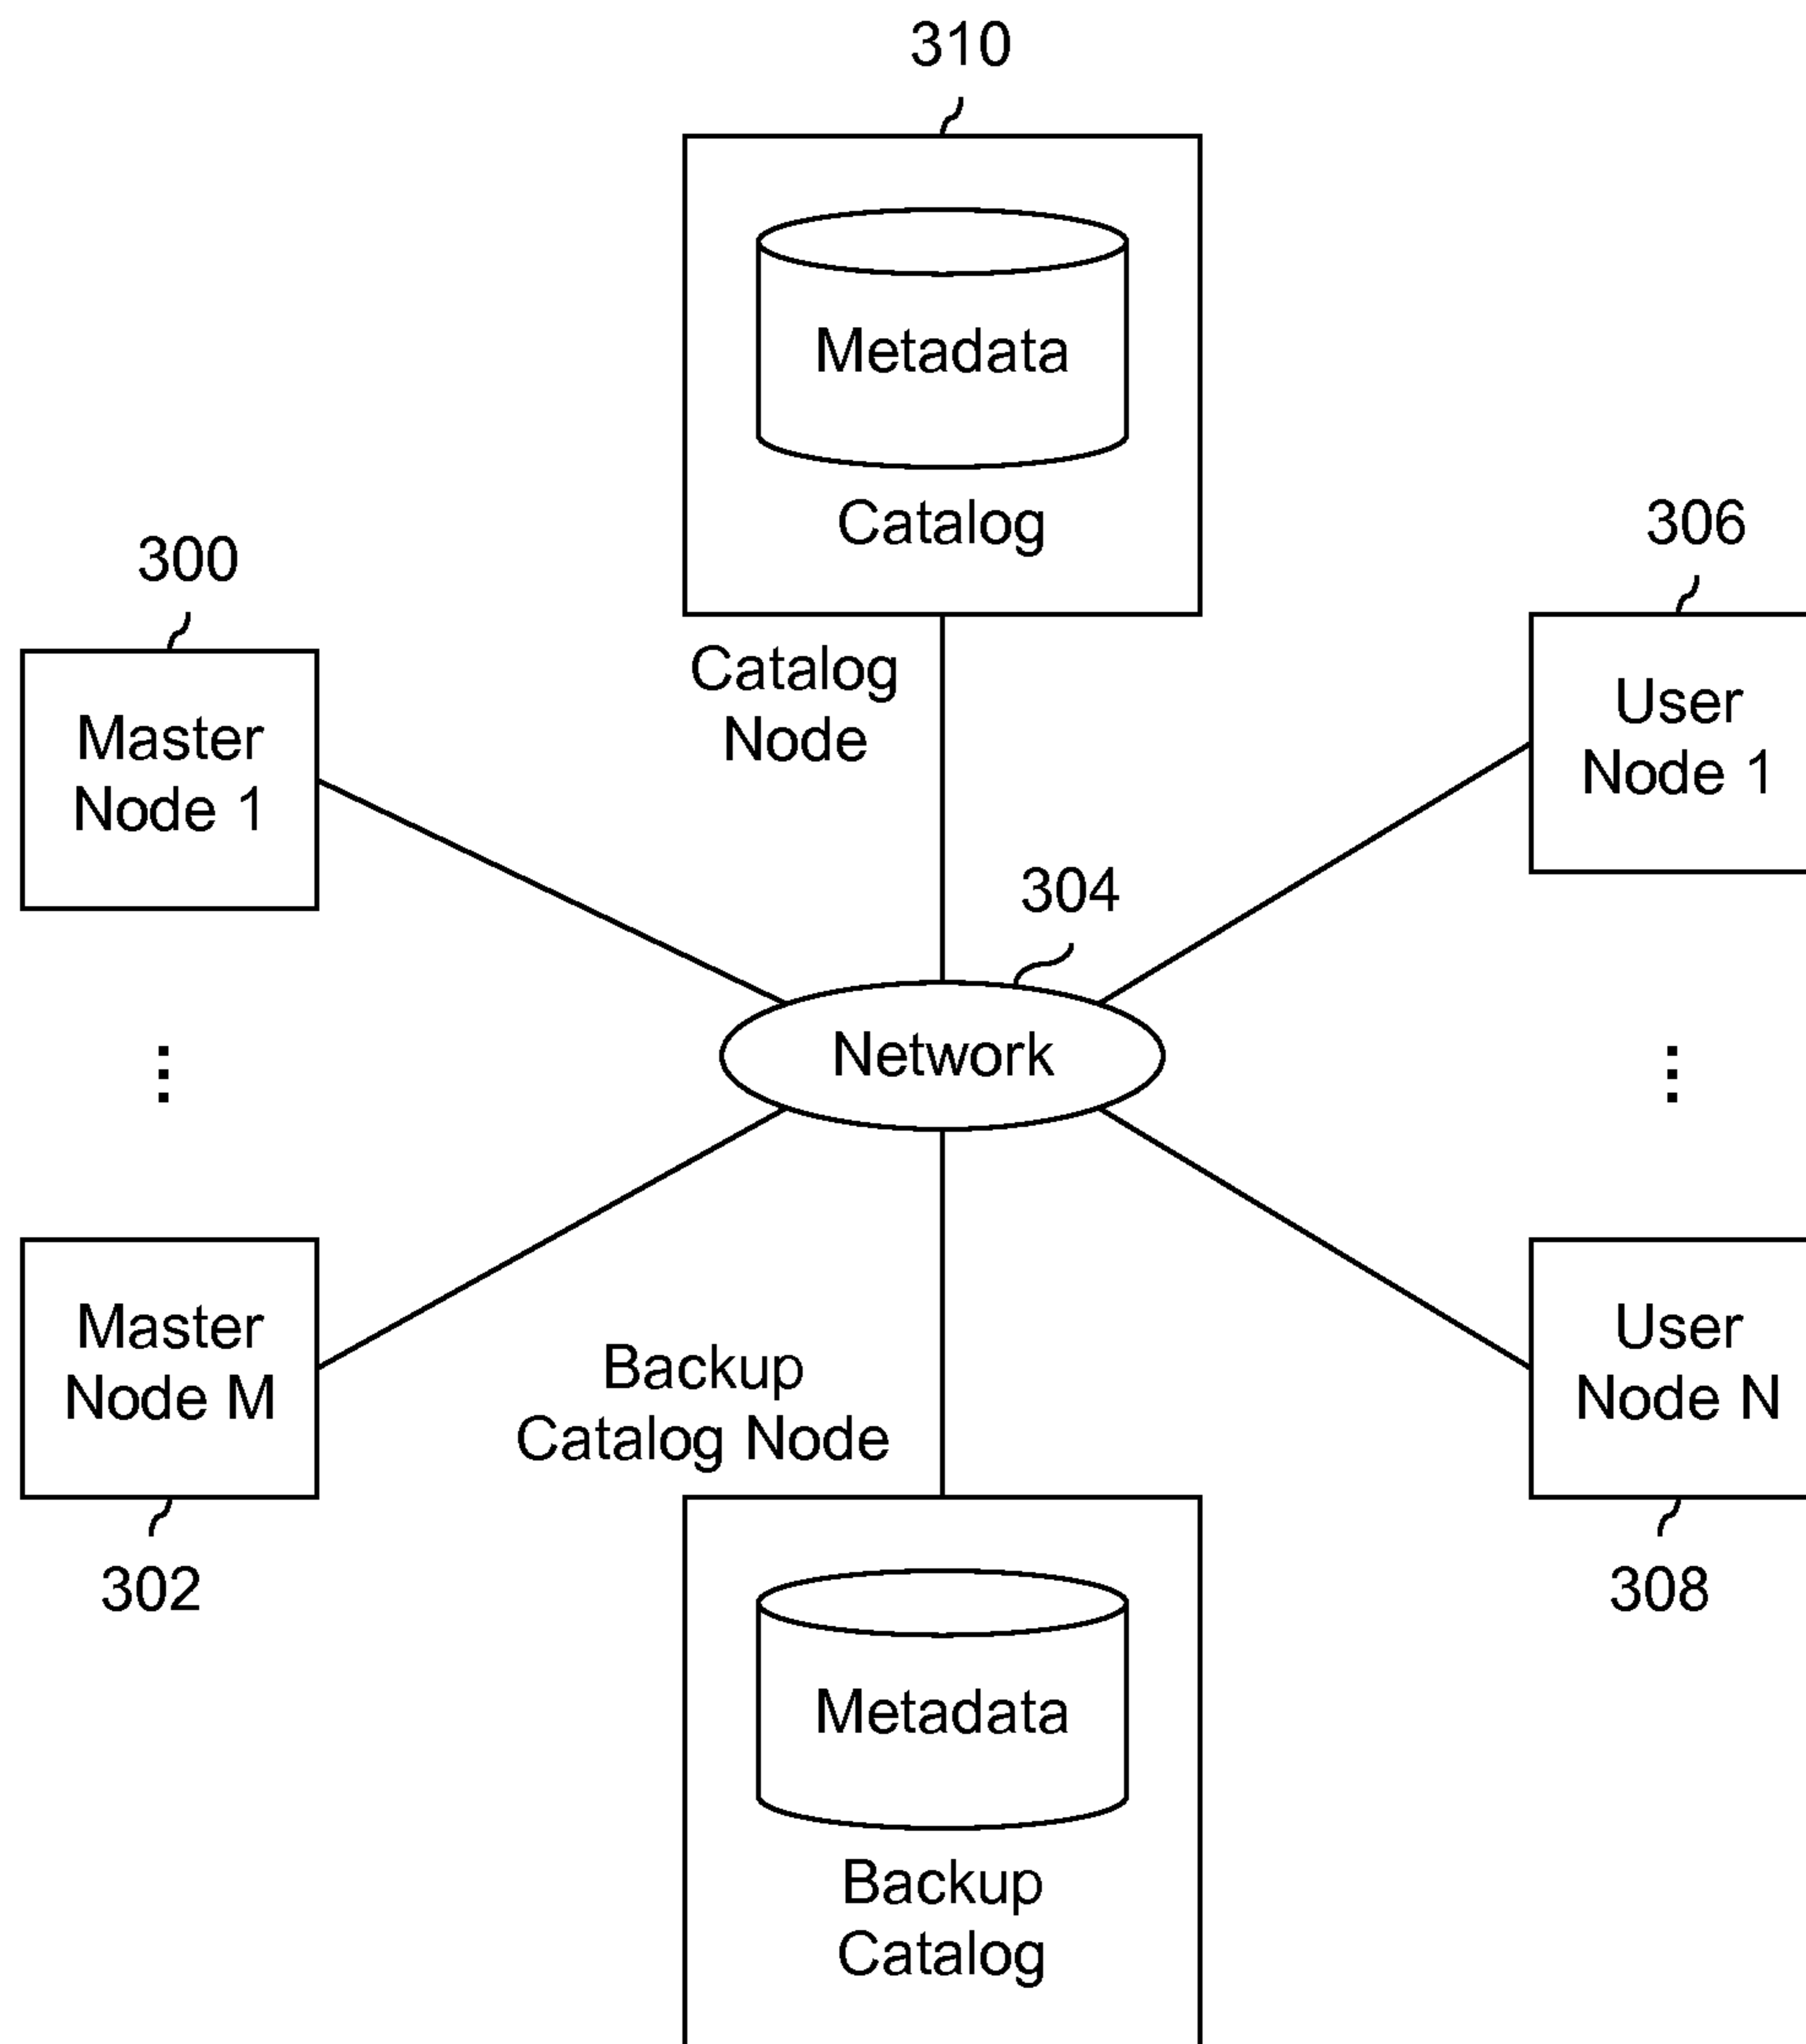 310
Metadata
Catalog
300
306
Catalog
Node
Master
Node 1
User
Node 1
304
Network
⋮
⋮
Master
Node M
Backup
Catalog Node
User
Node N
302
308
Metadata
Backup
Catalog